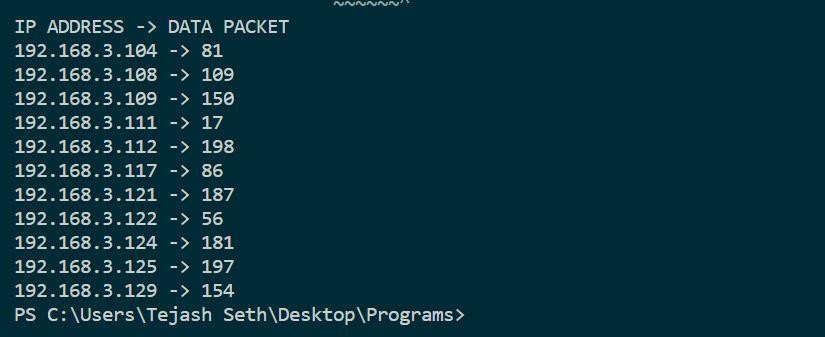 ~~~~~~^
IP ADDRESS -> DATA PACKET
192.168.3.104 -> 81
192.168.3.108 -> 109
192.168.3.109 -> 150
192.168.3.111 -> 17
192.168.3.112 -> 198
192.168.3.117 -> 86
192.168.3.121 -> 187
192.168.3.122 -> 56
192.168.3.124 -> 181
192.168.3.125 -> 197
192.168.3.129 -> 154
PS C:\Users\Tejash Seth\Desktop\Programs>